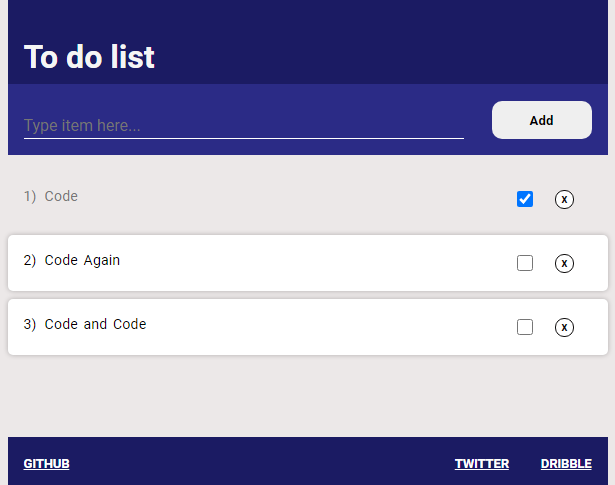 To do list
Type item here...
Add
1) Code
x
2) Code Again
x
3) Code and Code
x
GITHUB TWITTER DRIBBLE